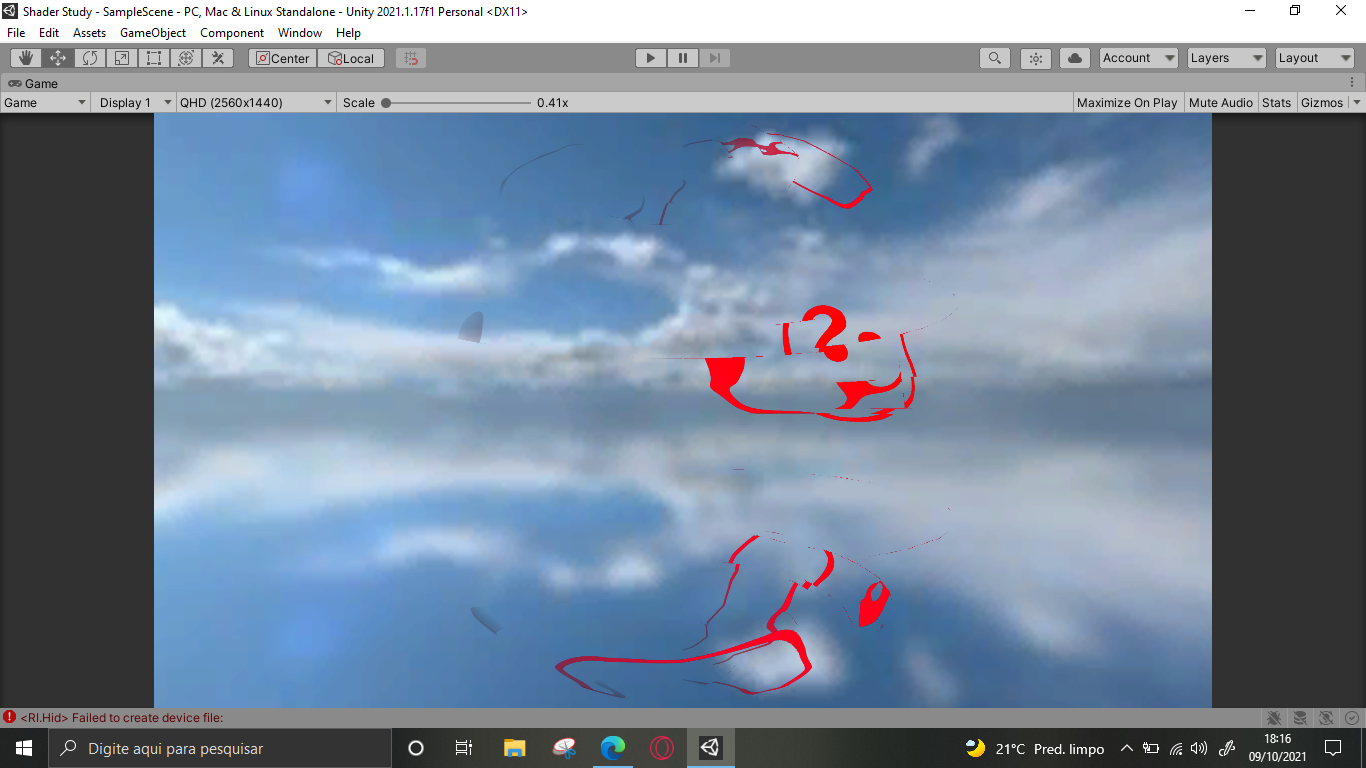 Shader Study - SampleScene - PC, Mac & Linux Standalone - Unity 2021.1.17f1 Personal <DX11>
File Edit Assets GameObject Component Window Help
Center Local Account Layers Layout
Game
Game Display 1 QHD (2560x1440) Scale 0.41x Maximize On Play Mute Audio Stats Gizmos
<RI.Hid> Failed to create device file:
Digite aqui para pesquisar
21°C Pred. limpo
18:16
09/10/2021